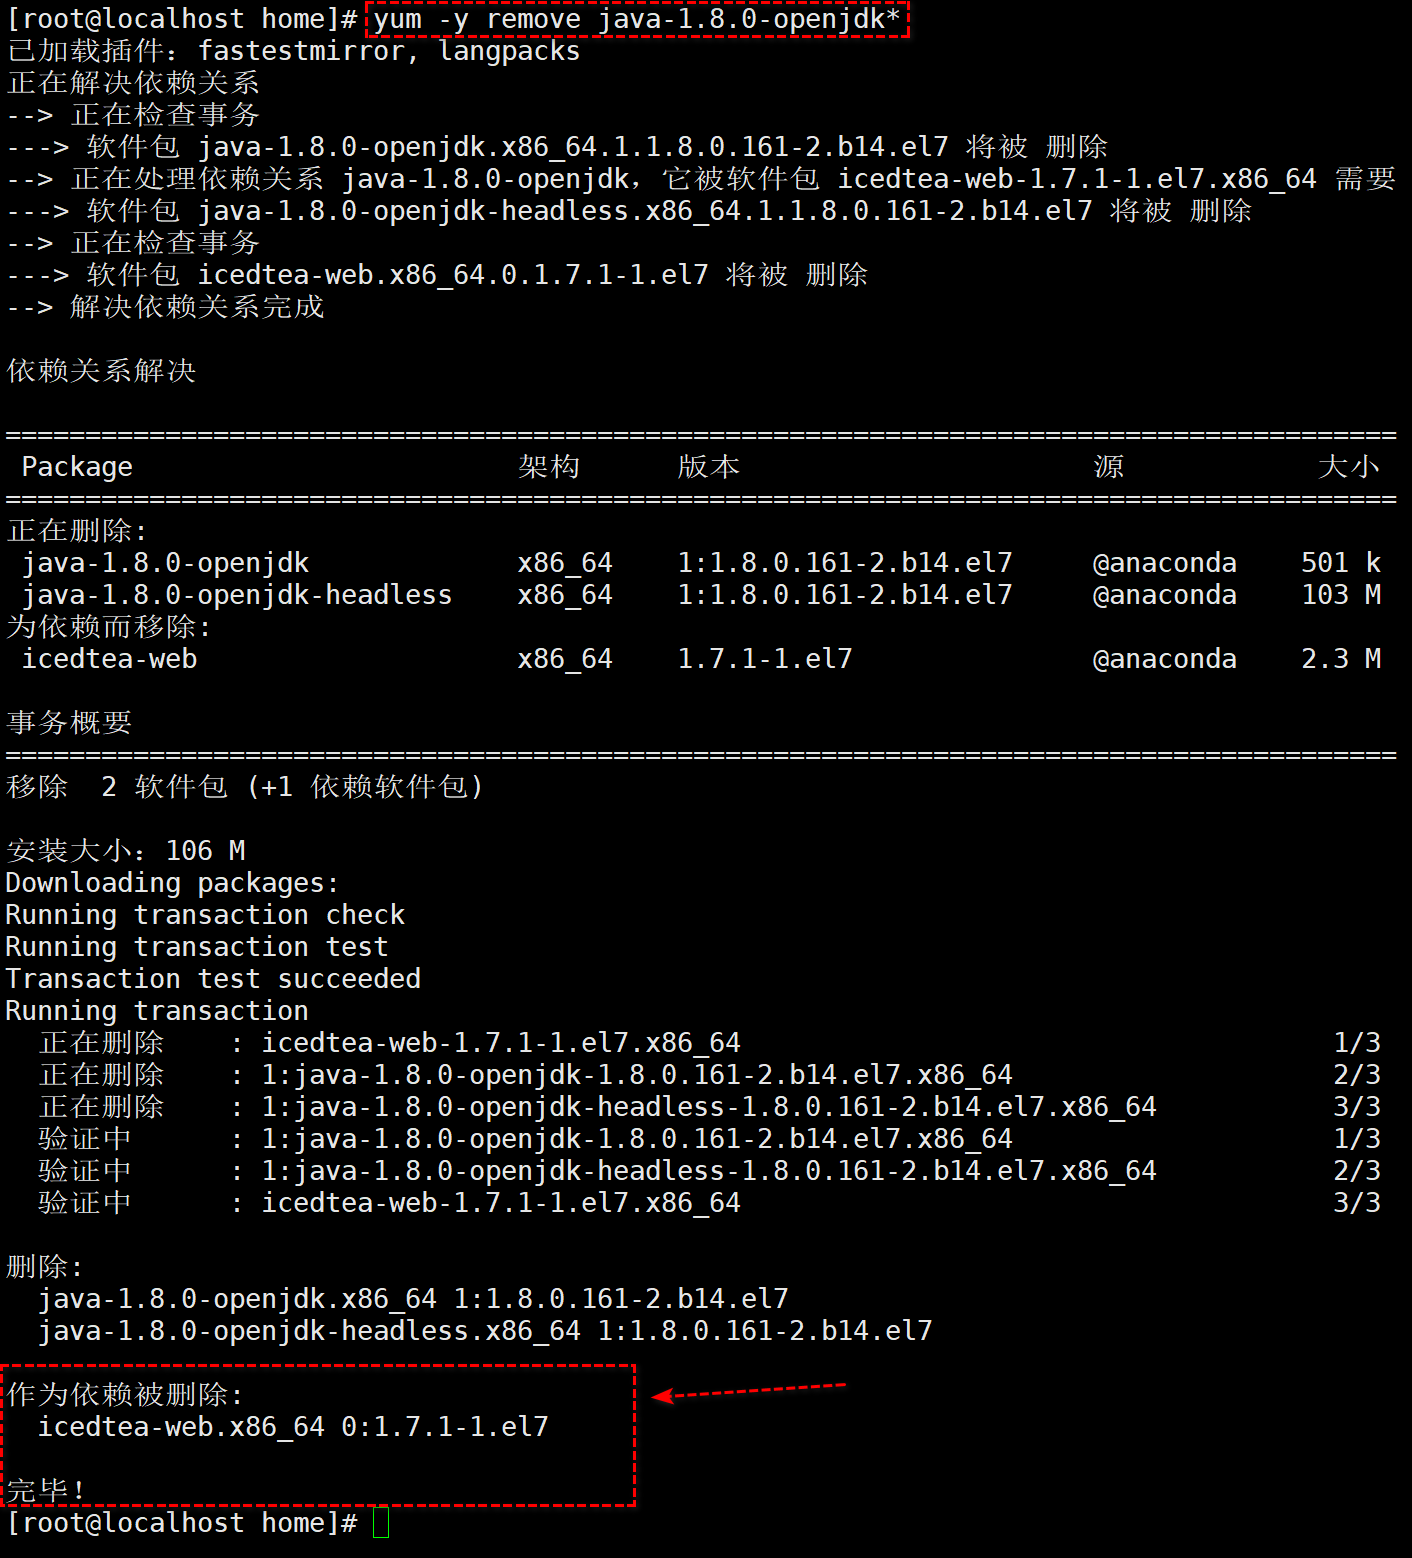 [root@localhost home]# yum -y remove java-1.8.0-openjdk*
已加载插件：fastestmirror, langpacks
正在解决依赖关系
--> 正在检查事务
---> 软件包 java-1.8.0-openjdk.x86_64.1.1.8.0.161-2.b14.el7 将被 删除
--> 正在处理依赖关系 java-1.8.0-openjdk，它被软件包 icedtea-web-1.7.1-1.el7.x86_64 需要
---> 软件包 java-1.8.0-openjdk-headless.x86_64.1.1.8.0.161-2.b14.el7 将被 删除
--> 正在检查事务
---> 软件包 icedtea-web.x86_64.0.1.7.1-1.el7 将被 删除
--> 解决依赖关系完成
依赖关系解决
=======================================================================================
Package 架构 版本 源 大小
=======================================================================================
正在删除:
java-1.8.0-openjdk x86_64 1:1.8.0.161-2.b14.el7 @anaconda 501 k
java-1.8.0-openjdk-headless x86_64 1:1.8.0.161-2.b14.el7 @anaconda 103 M
为依赖而移除:
icedtea-web x86_64 1.7.1-1.el7 @anaconda 2.3 M
事务概要
=======================================================================================
移除 2 软件包 (+1 依赖软件包)
安装大小：106 M
Downloading packages:
Running transaction check
Running transaction test
Transaction test succeeded
Running transaction
正在删除 : icedtea-web-1.7.1-1.el7.x86_64 1/3
正在删除 : 1:java-1.8.0-openjdk-1.8.0.161-2.b14.el7.x86_64 2/3
正在删除 : 1:java-1.8.0-openjdk-headless-1.8.0.161-2.b14.el7.x86_64 3/3
验证中 : 1:java-1.8.0-openjdk-1.8.0.161-2.b14.el7.x86_64 1/3
验证中 : 1:java-1.8.0-openjdk-headless-1.8.0.161-2.b14.el7.x86_64 2/3
验证中 : icedtea-web-1.7.1-1.el7.x86_64 3/3
删除:
java-1.8.0-openjdk.x86_64 1:1.8.0.161-2.b14.el7
java-1.8.0-openjdk-headless.x86_64 1:1.8.0.161-2.b14.el7
作为依赖被删除:
icedtea-web.x86_64 0:1.7.1-1.el7
完毕！
[root@localhost home]#